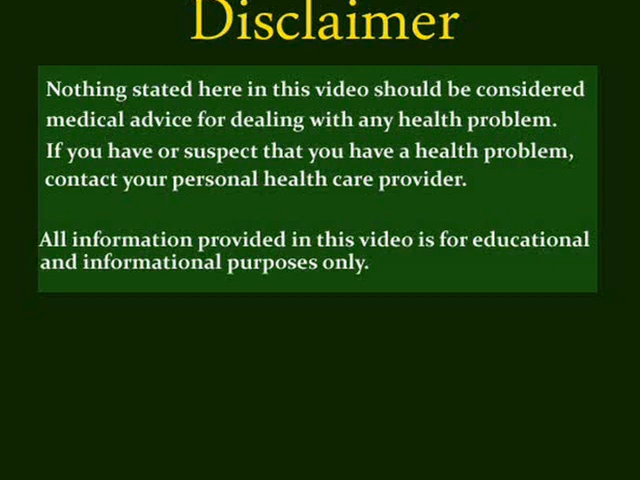 Disclaimer
Nothing stated here in this video should be considered
medical advice for dealing with any health problem.
If you have or suspect that you have a health problem,
contact your personal health care provider.
All information provided in this video is for educational
and informational purposes only.